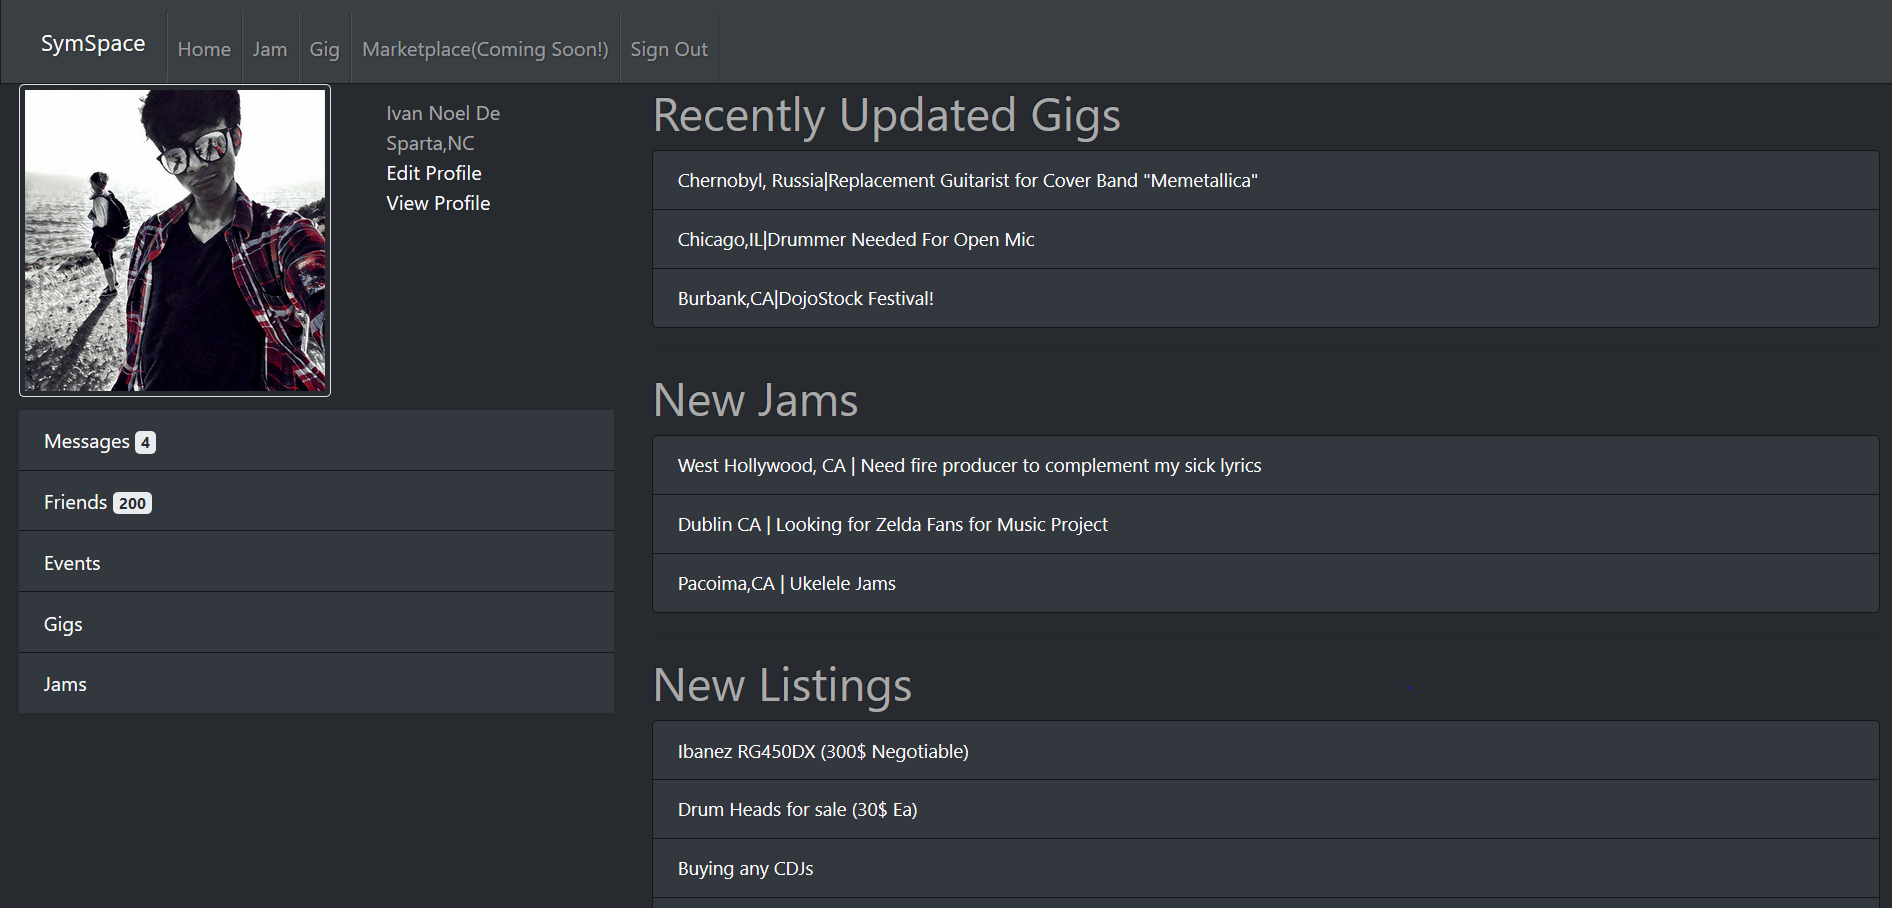 SymSpace
Home
Jam
Gig
Marketplace(Coming Soon!)
Sign Out
Ivan Noel De
Sparta,NC
Edit Profile
View Profile
Messages 4
Friends 200
Events
Gigs
Jams
Recently Updated Gigs
Chernobyl, Russia|Replacement Guitarist for Cover Band "Memetallica"
Chicago,IL|Drummer Needed For Open Mic
Burbank,CA|DojoStock Festival!
New Jams
West Hollywood, CA | Need fire producer to complement my sick lyrics
Dublin CA | Looking for Zelda Fans for Music Project
Pacoima,CA | Ukelele Jams
New Listings
Ibanez RG450DX (300$ Negotiable)
Drum Heads for sale (30$ Ea)
Buying any CDJs